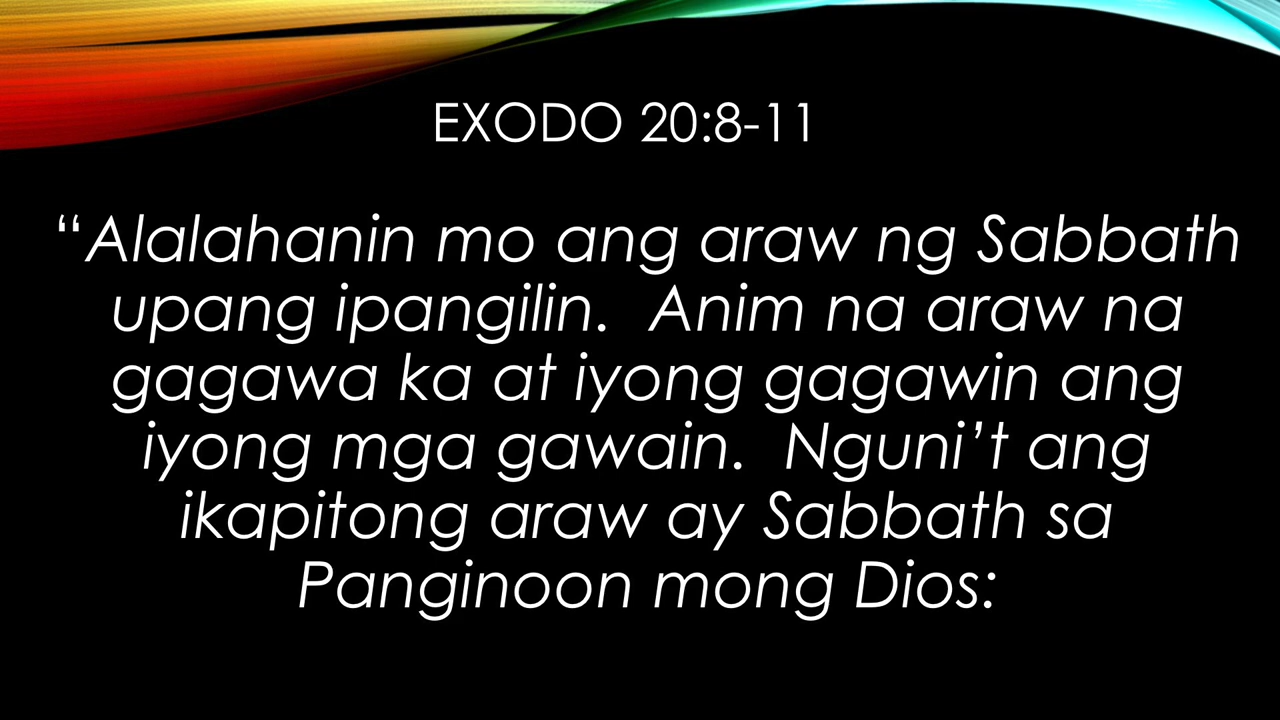 EXODO 20:8-11
“Alalahanin mo ang araw ng Sabbath
upang ipangilin.  Anim na araw na
gagawa ka at iyong gagawin ang
iyong mga gawain.  Nguni’t ang
ikapitong araw ay Sabbath sa
Panginoon mong Dios: